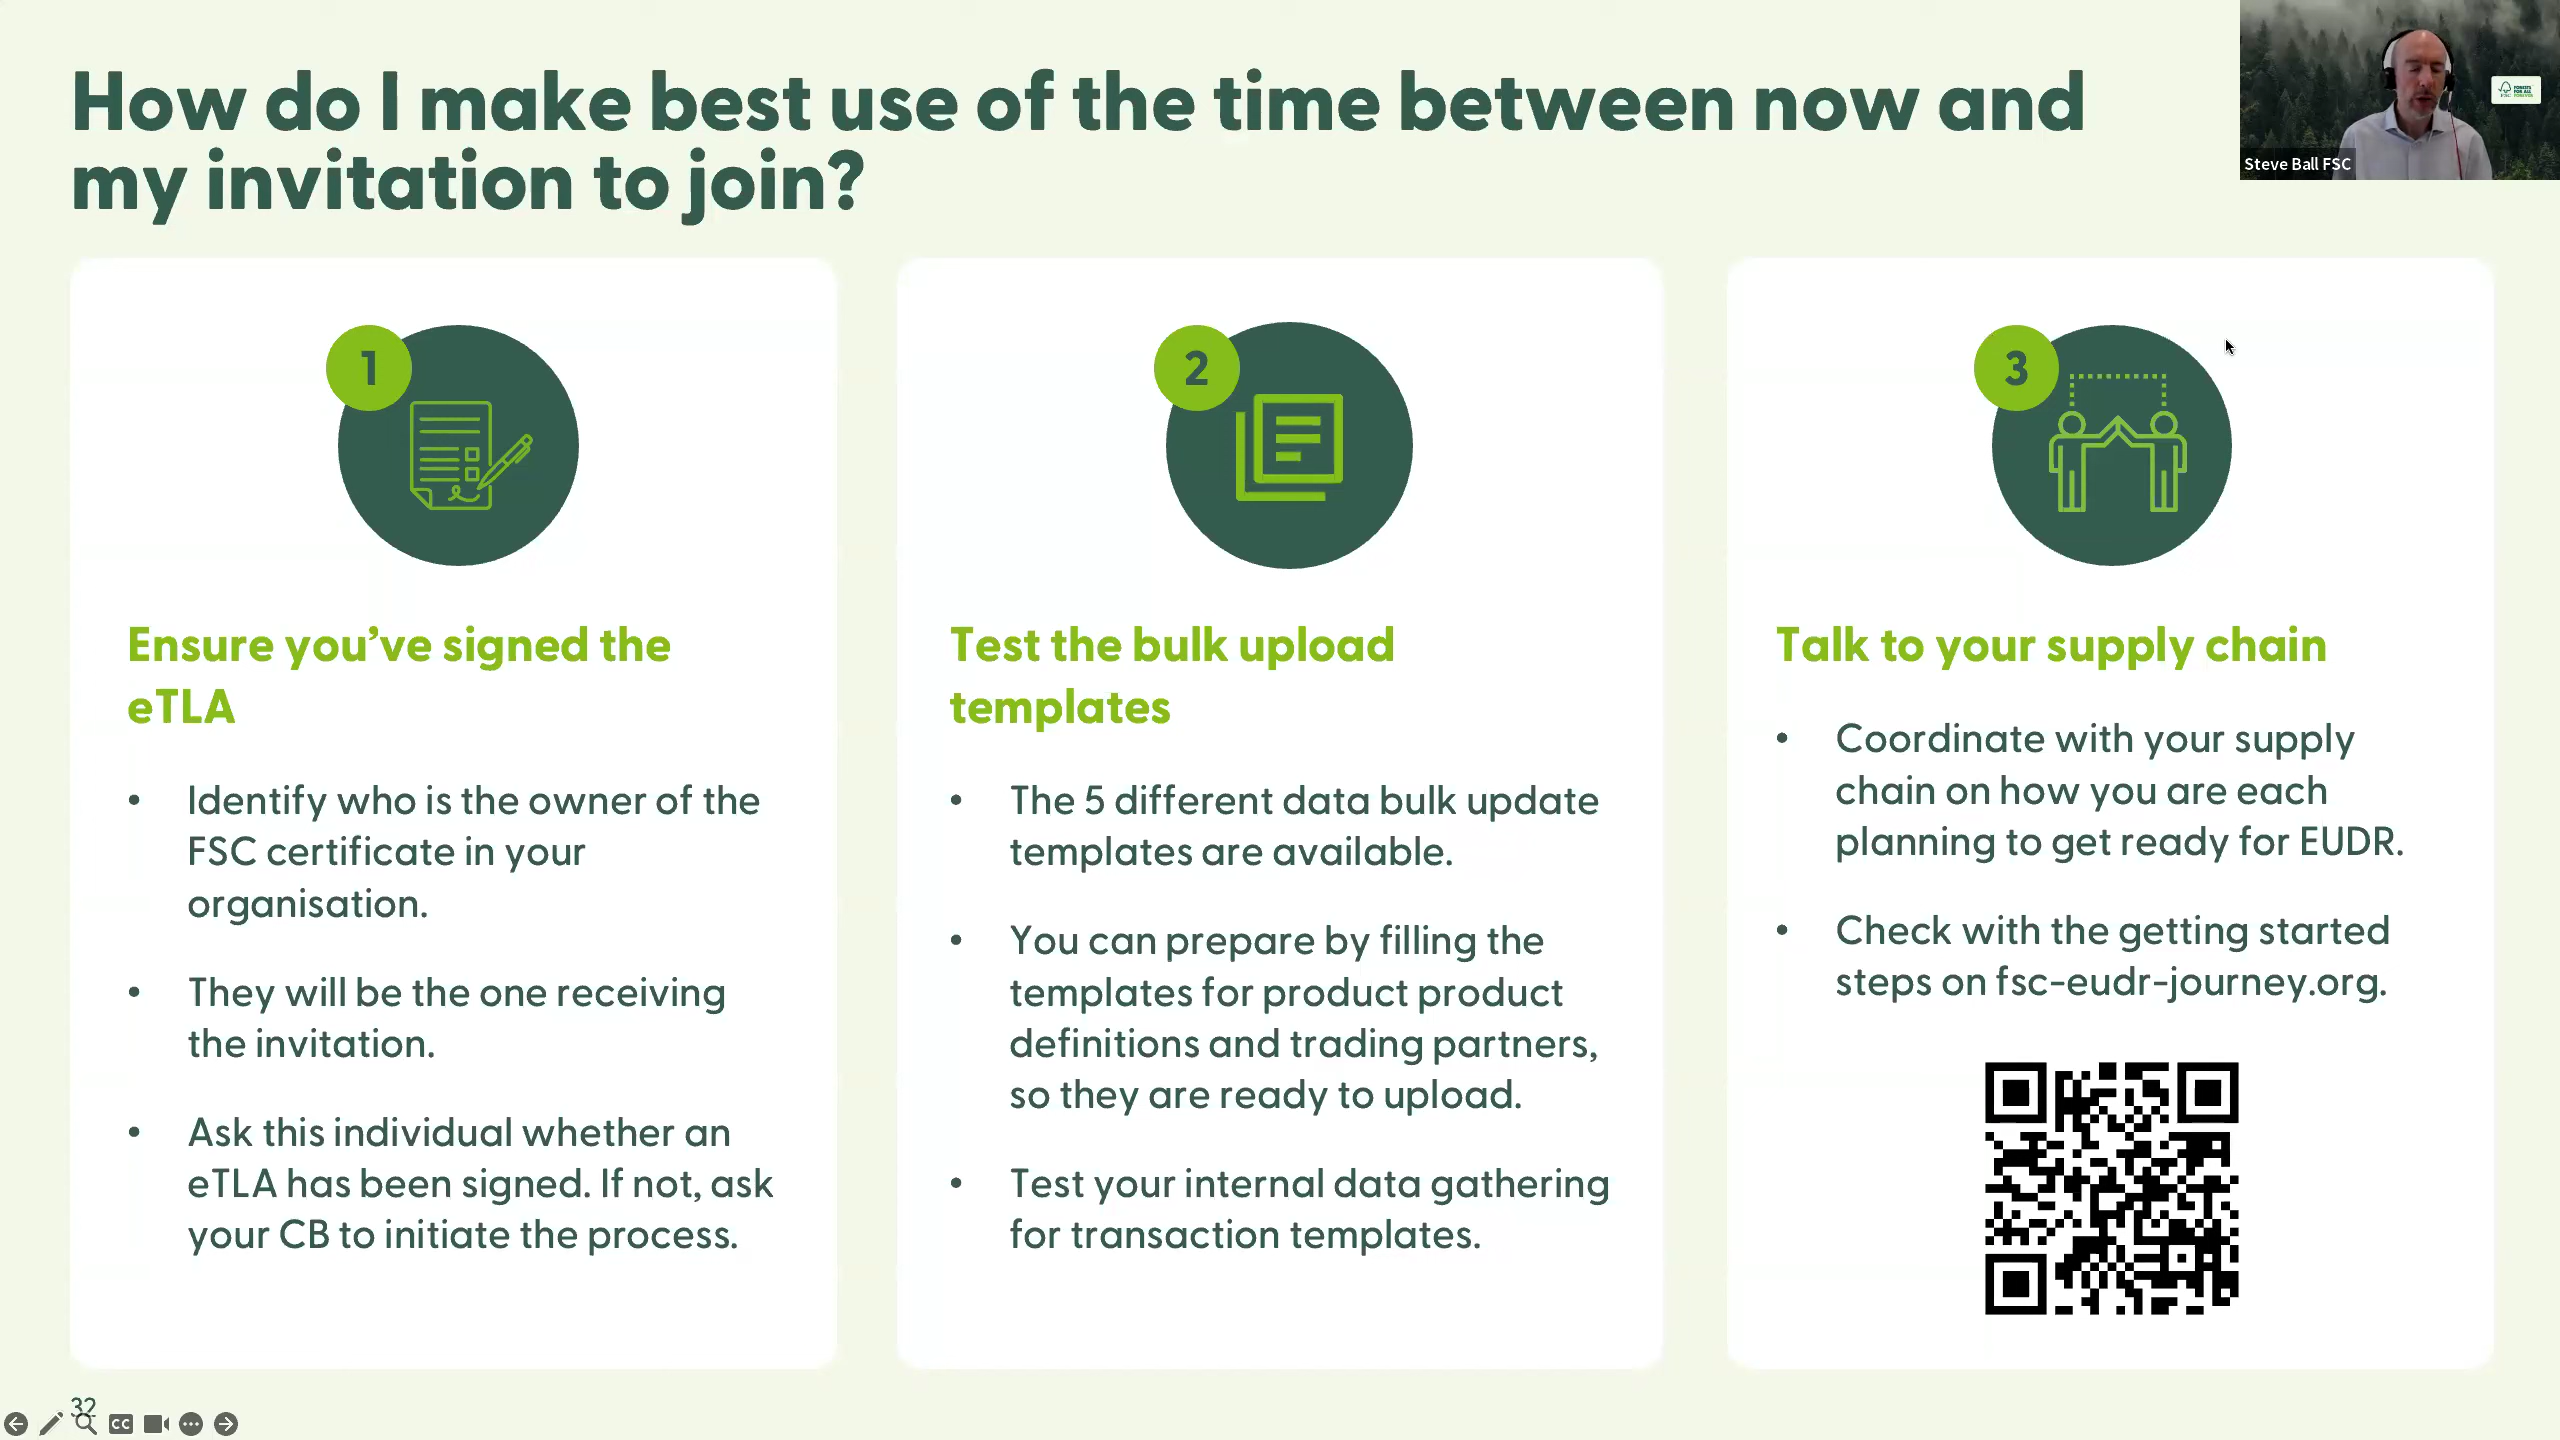 How do I make best use of the time between now and
my invitation to join?
Steve Ball FSC
FSC
FORESTS
FOR ALL
FOREVER
1
Ensure you’ve signed the
eTLA
• Identify who is the owner of the
FSC certificate in your
organisation.
• They will be the one receiving
the invitation.
• Ask this individual whether an
eTLA has been signed. If not, ask
your CB to initiate the process.
2
Test the bulk upload
templates
• The 5 different data bulk update
templates are available.
• You can prepare by filling the
templates for product product
definitions and trading partners,
so they are ready to upload.
• Test your internal data gathering
for transaction templates.
3
Talk to your supply chain
• Coordinate with your supply
chain on how you are each
planning to get ready for EUDR.
• Check with the getting started
steps on fsc-eudr-journey.org.
32
CC